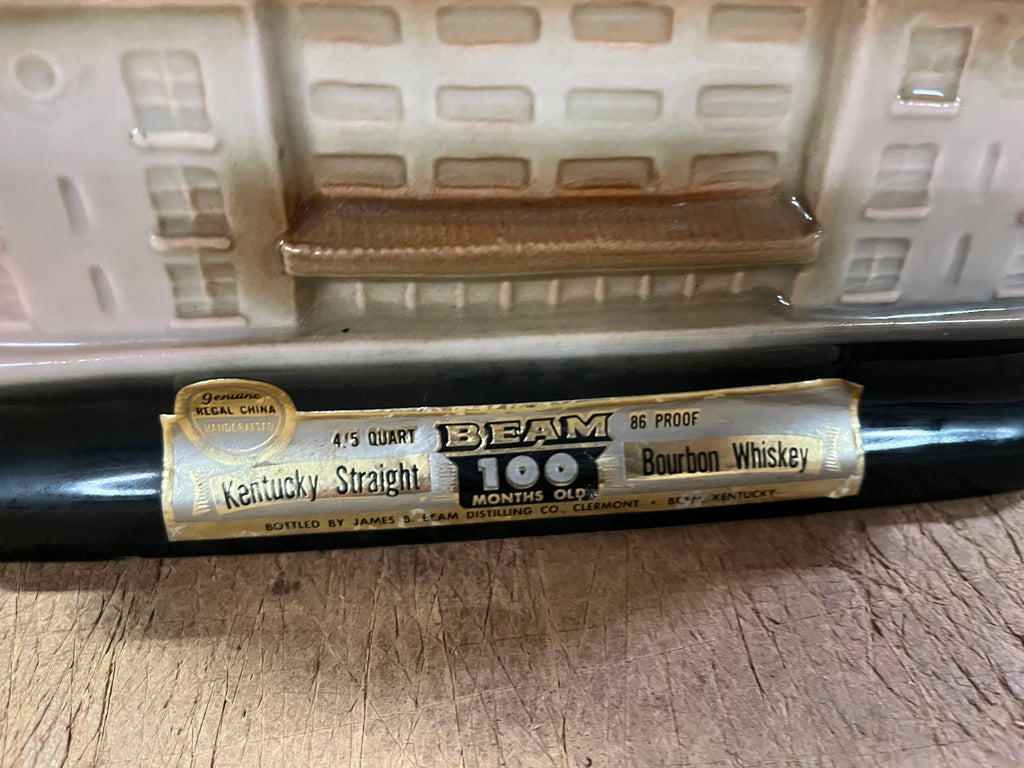 Genuine
REGAL CHINA
HANDCRAFTED
4/5 QUART
BEAM
86 PROOF
Kentucky Straight
100
Bourbon Whiskey
MONTHS OLD
BOTTLED BY JAMES B. BEAM DISTILLING CO., CLERMONT • BEAM, KENTUCKY